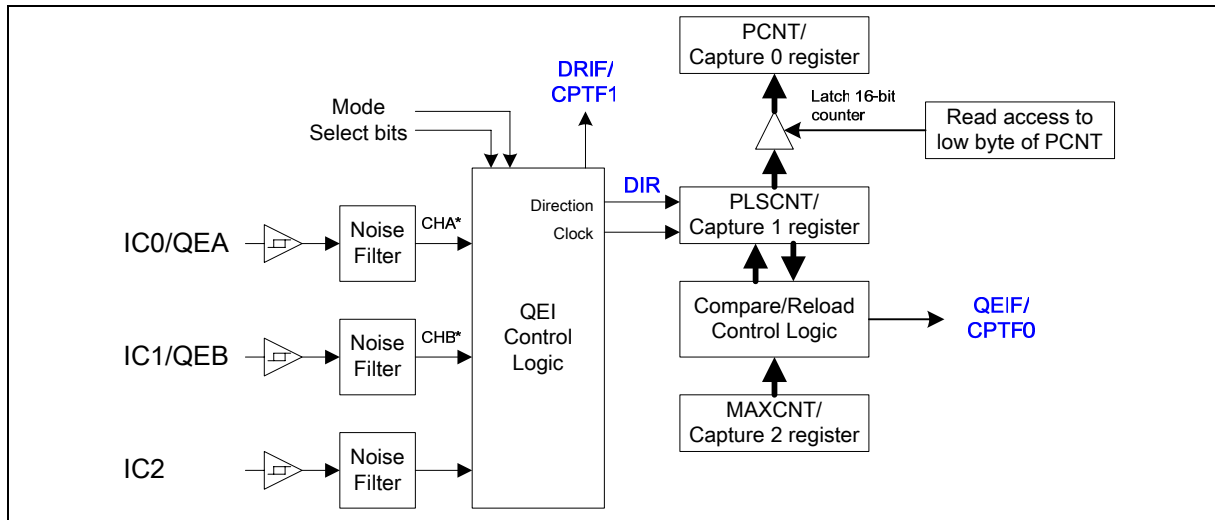 PCNT/
Capture 0 register
DRIF/
CPTF1
Mode
Select bits
Latch 16-bit
counter
Read access to
low byte of PCNT
DIR
Direction
Clock
PLSCNT/
Capture 1 register
IC0/QEA
Noise
Filter
CHA*
QEI
Control
Logic
Compare/Reload
Control Logic
QEIF/
CPTF0
IC1/QEB
Noise
Filter
CHB*
MAXCNT/
Capture 2 register
IC2
Noise
Filter